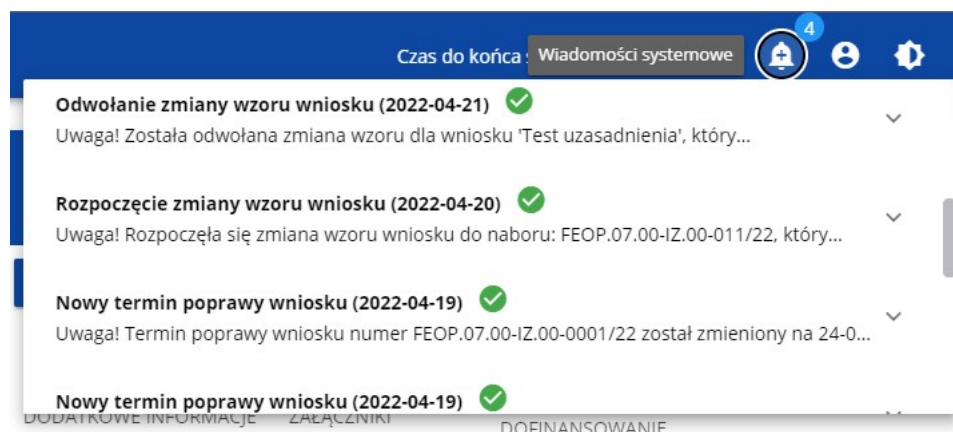 4
Czas do końca Wiadomości systemowe
Odwołanie zmiany wzoru wniosku (2022-04-21)
Uwaga! Została odwołana zmiana wzoru dla wniosku 'Test uzasadnienia', który...
Rozpoczęcie zmiany wzoru wniosku (2022-04-20)
Uwaga! Rozpoczęła się zmiana wzoru wniosku do naboru: FEOP.07.00-IZ.00-011/22, który...
Nowy termin poprawy wniosku (2022-04-19)
Uwaga! Termin poprawy wniosku numer FEOP.07.00-IZ.00-0001/22 został zmieniony na 24-0...
Nowy termin poprawy wniosku (2022-04-19)
DODATKOWE INFORMACJE ZAŁĄCZNIKI DOFINANSOWANIE